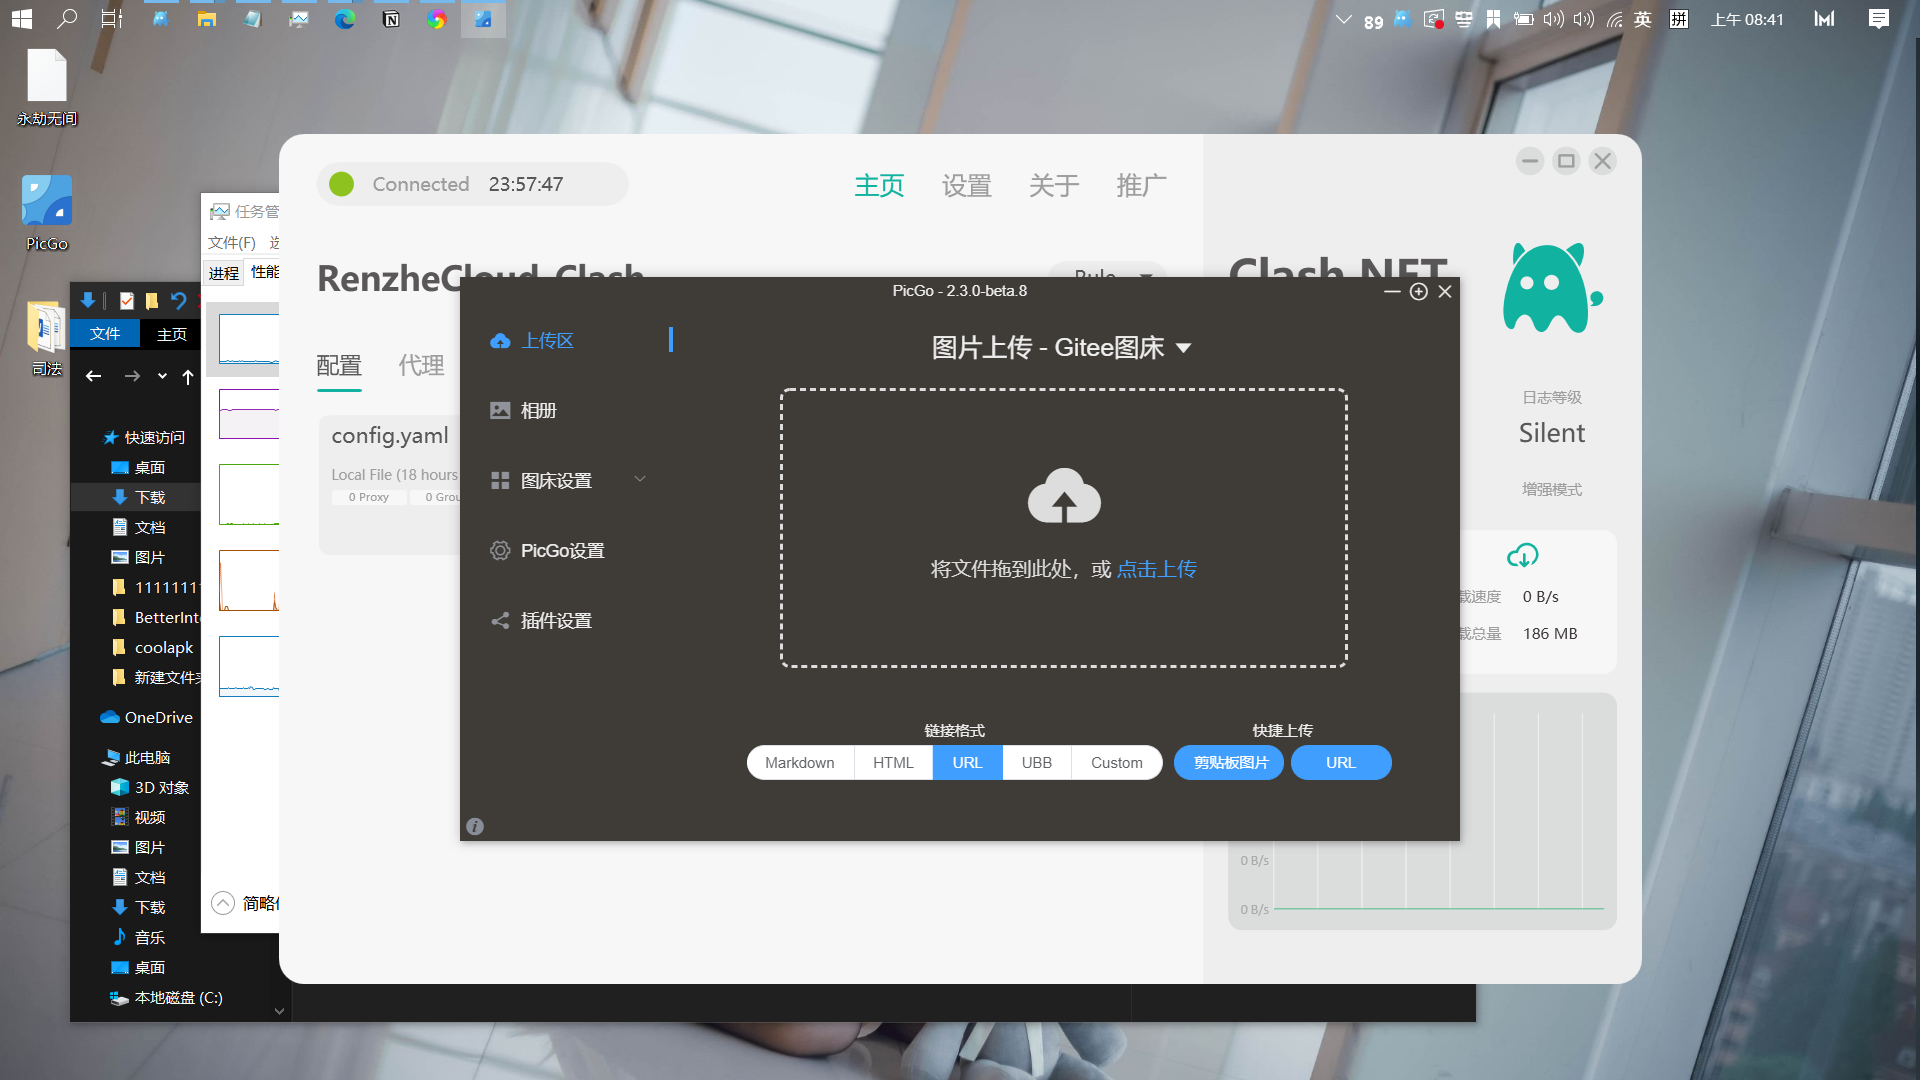 89
英
拼
上午 08:41
永劫无间
PicGo
司法
任务管
文件(F)
进程
性能
简略
文件
主页
快速访问
桌面
下载
文档
图片
11111111
BetterInt
coolapk
新建文件夹
OneDrive
此电脑
3D 对象
视频
图片
文档
下载
音乐
桌面
本地磁盘 (C:)
Connected 23:57:47
主页 设置 关于 推广
RenzheCloud-Clash
Rule
配置 代理
config.yaml
Local File (18 hours
0 Proxy 0 Grou
Clash.NET
日志等级
Silent
增强模式
载速度 0 B/s
载总量 186 MB
0 B/s
0 B/s
PicGo - 2.3.0-beta.8
上传区
相册
图床设置
PicGo设置
插件设置
图片上传 - Gitee图床
将文件拖到此处，或 点击上传
链接格式
Markdown HTML URL UBB Custom
快捷上传
剪贴板图片 URL